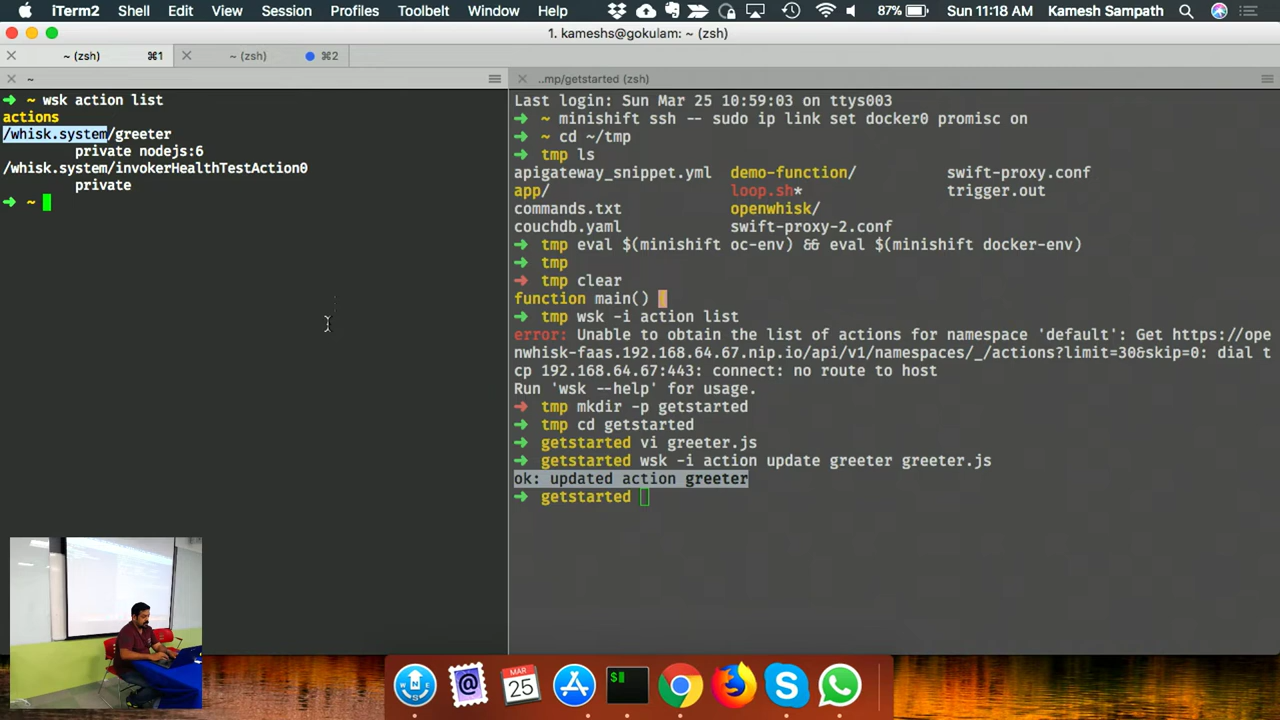 iTerm2 Shell Edit View Session Profiles Toolbelt Window Help 87% Sun 11:18 AM Kamesh Sampath
1. kameshs@gokulam: ~ (zsh)
~ (zsh) ⌘1 ~ (zsh) ⌘2
~
➜ ~ wsk action list
actions
/whisk.system/greeter
private nodejs:6
/whisk.system/invokerHealthTestAction0
private
➜ ~
..mp/getstarted (zsh)
Last login: Sun Mar 25 10:59:03 on ttys003
➜ ~ minishift ssh -- sudo ip link set docker0 promisc on
➜ ~ cd ~/tmp
➜ tmp ls
apigateway_snippet.yml demo-function/ swift-proxy.conf
app/ loop.sh* trigger.out
commands.txt openwhisk/
couchdb.yaml swift-proxy-2.conf
➜ tmp eval $(minishift oc-env) && eval $(minishift docker-env)
➜ tmp
➜ tmp clear
function main() {
➜ tmp wsk -i action list
error: Unable to obtain the list of actions for namespace 'default': Get https://ope
nwhisk-faas.192.168.64.67.nip.io/api/v1/namespaces/_/actions?limit=30&skip=0: dial t
cp 192.168.64.67:443: connect: no route to host
Run 'wsk --help' for usage.
➜ tmp mkdir -p getstarted
➜ tmp cd getstarted
➜ getstarted vi greeter.js
➜ getstarted wsk -i action update greeter greeter.js
ok: updated action greeter
➜ getstarted
MAR
25
$